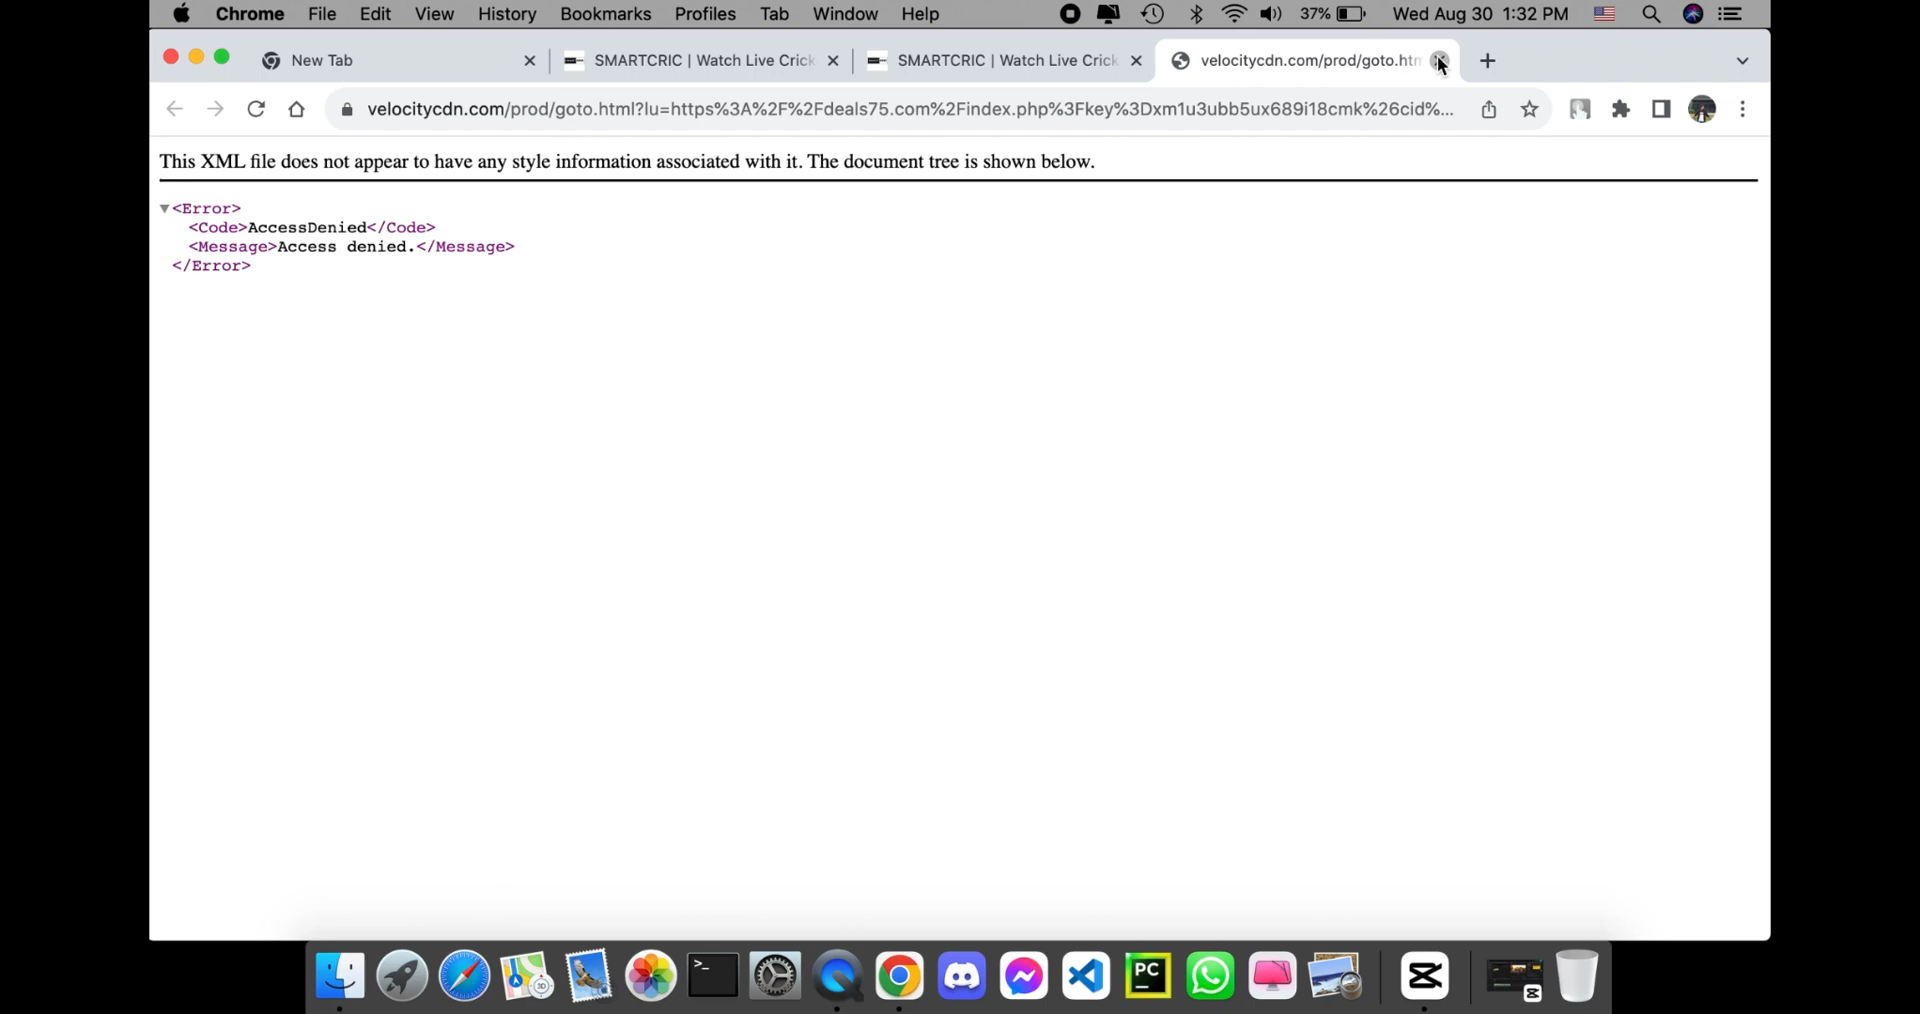 Chrome File Edit View History Bookmarks Profiles Tab Window Help 37% Wed Aug 30 1:32 PM
New Tab SMARTCRIC | Watch Live Crick SMARTCRIC | Watch Live Crick velocitycdn.com/prod/goto.htm
velocitycdn.com/prod/goto.html?lu=https%3A%2F%2Fdeals75.com%2Findex.php%3Fkey%3Dxm1u3ubb5ux689i18cmk%26cid%...
This XML file does not appear to have any style information associated with it. The document tree is shown below.
<Error>
<Code>AccessDenied</Code>
<Message>Access denied.</Message>
</Error>
>_ 3D PC